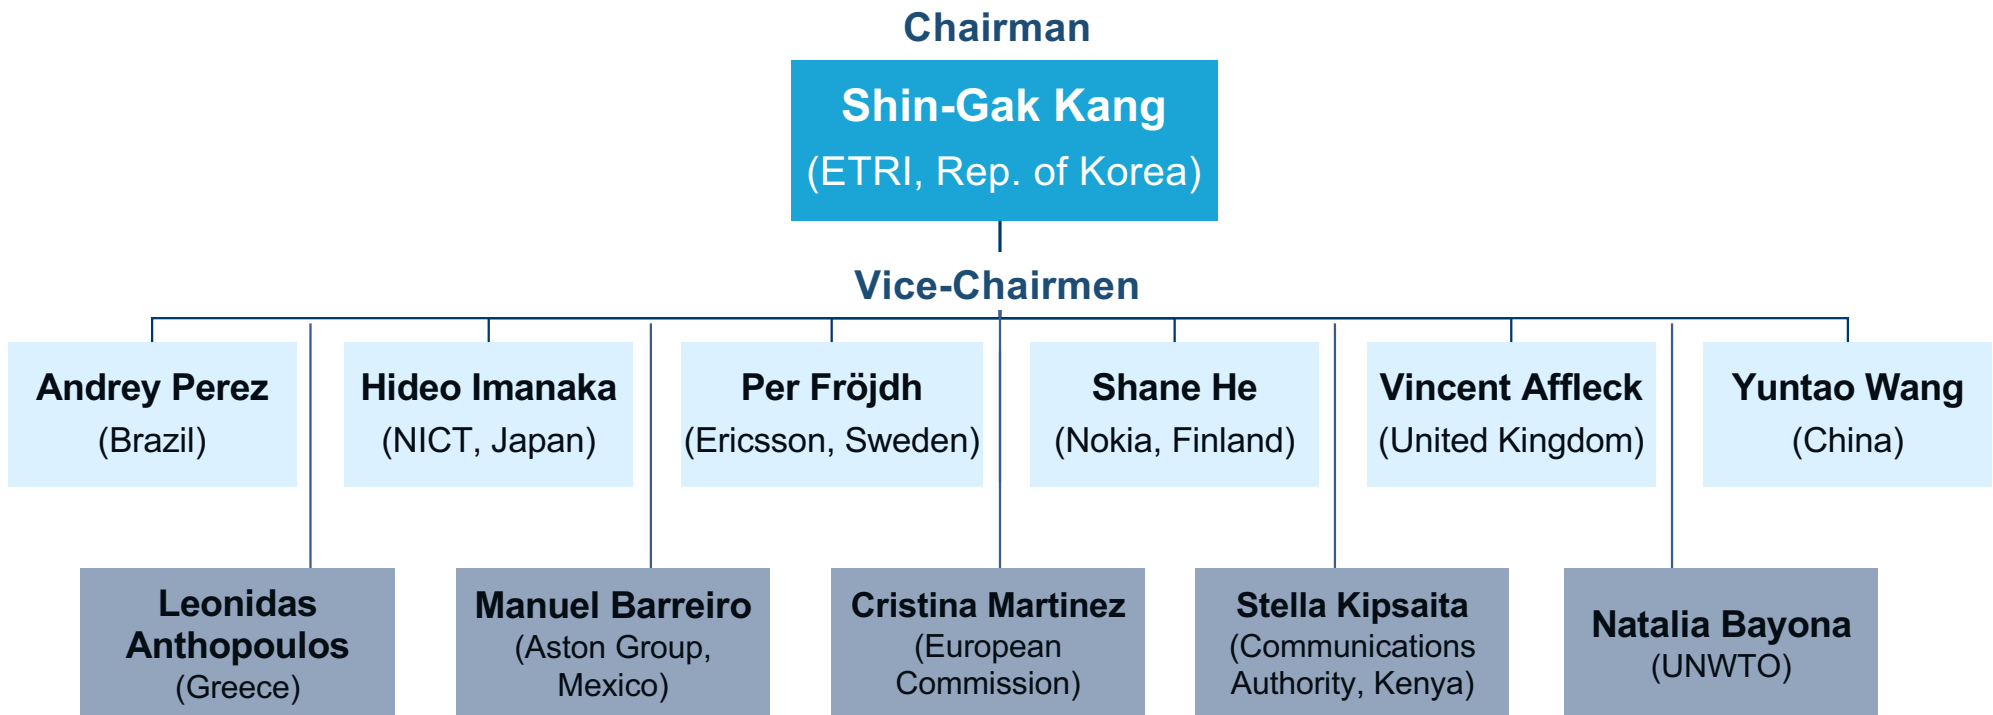 Chairman
Shin-Gak Kang
(ETRI, Rep. of Korea)
Vice-Chairmen
Andrey Perez
(Brazil)
Hideo Imanaka
(NICT, Japan)
Per Fröjdh
(Ericsson, Sweden)
Shane He
(Nokia, Finland)
Vincent Affleck
(United Kingdom)
Yuntao Wang
(China)
Leonidas
Anthopoulos
(Greece)
Manuel Barreiro
(Aston Group,
Mexico)
Cristina Martinez
(European
Commission)
Stella Kipsaita
(Communications
Authority, Kenya)
Natalia Bayona
(UNWTO)